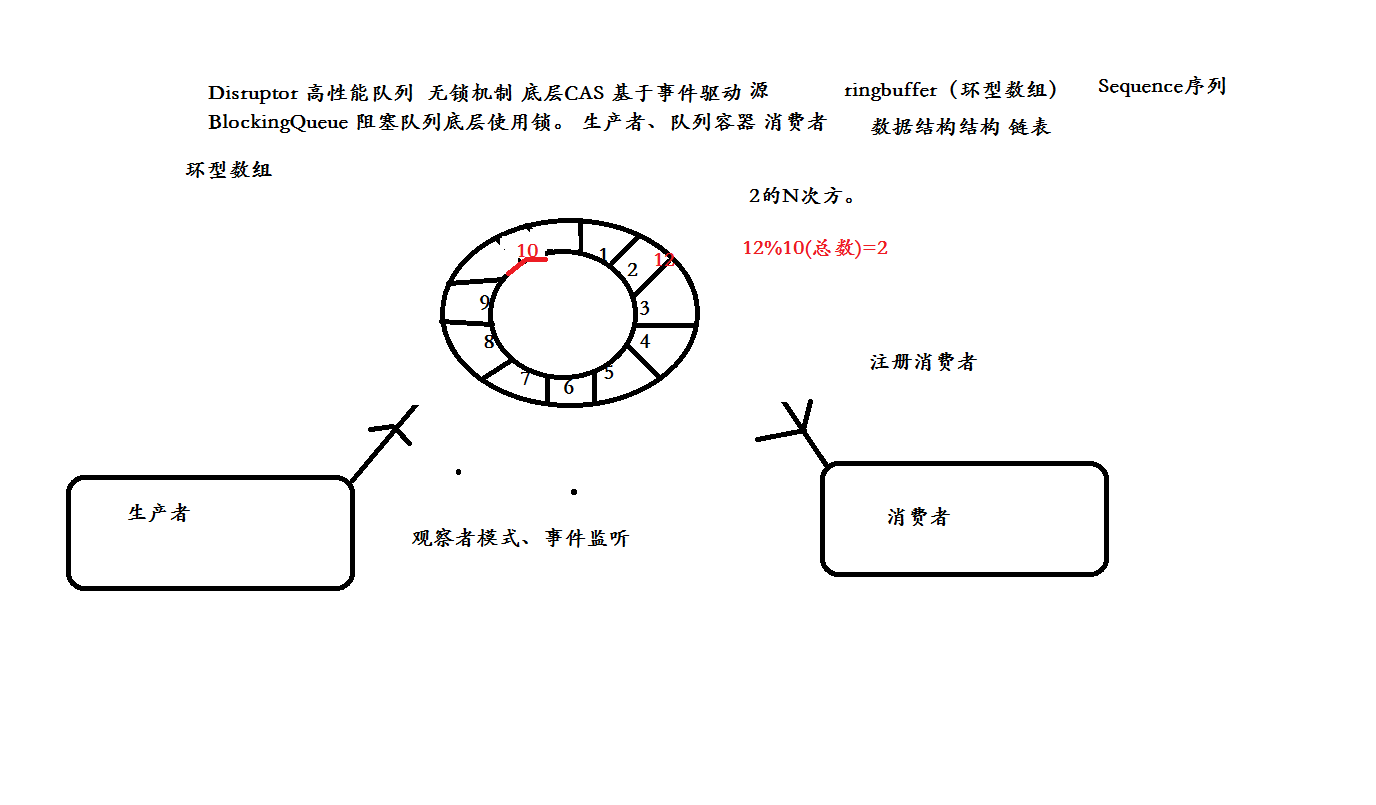 Disruptor 高性能队列 无锁机制 底层CAS 基于事件驱动 源
ringbuffer（环型数组）
Sequence序列
BlockingQueue 阻塞队列底层使用锁。 生产者、队列容器 消费者
数据结构结构 链表
环型数组
2的N次方。
12%10(总数)=2
10
1
2
12
3
4
5
6
7
8
9
注册消费者
生产者
消费者
观察者模式、事件监听